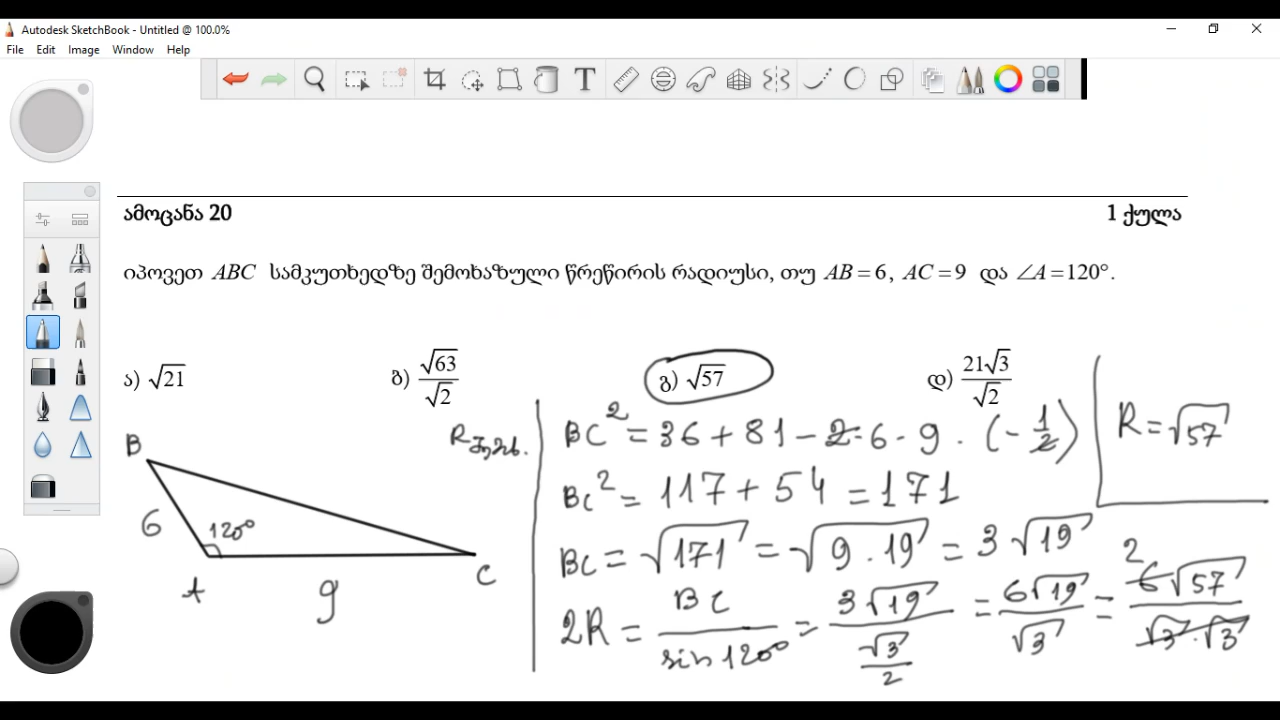 Autodesk SketchBook - Untitled @ 100.0%
File Edit Image Window Help
T
ამოცანა 20 1 ქულა
იპოვეთ ABC სამკუთხედზე შემოხაზული წრეწირის რადიუსი, თუ AB = 6, AC = 9 და ∠A = 120°.
ა) √21 ბ) √63/√2 გ) √57 დ) 21√3/√2
B
6
120°
A
9
C
R შემოხ.
BC² = 36 + 81 − 2 · 6 · 9 · (−1/2)
BC² = 117 + 54 = 171
BC = √171 = √9 · 19 = 3√19
2R = BC/sin120° = 3√19/(√3/2) = 6√19/√3 = 2 6√57/√3 · √3
R = √57